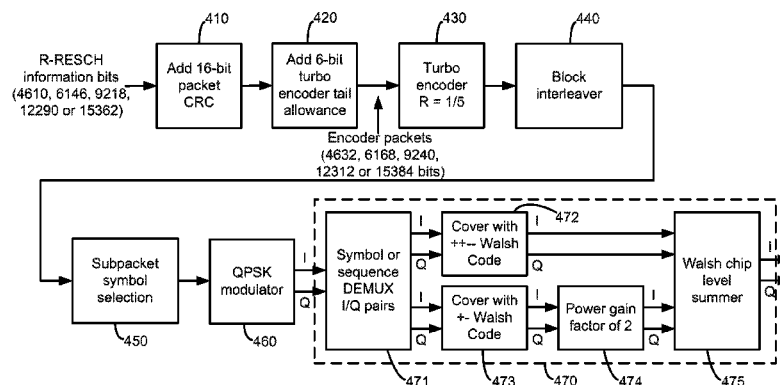 410
420
430
440
R-RESCH
information bits
(4610, 6146, 9218,
12290 or 15362)
Add 16-bit
packet
CRC
Add 6-bit
turbo
encoder tail
allowance
Turbo
encoder
R = 1/5
Block
interleaver
Encoder packets
(4632, 6168, 9240,
12312 or 15384 bits)
Subpacket
symbol
selection
450
QPSK
modulator
460
I
Q
Symbol or
sequence
DEMUX
I/Q pairs
471
I
Q
Cover with
++-- Walsh
Code
472
I
Q
I
Q
Cover with
+- Walsh
Code
473
I
Q
Power gain
factor of 2
474
I
Q
Walsh chip
level
summer
475
I
Q
470